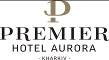 PREMIER
HOTEL AURORA
· KHARKIV ·